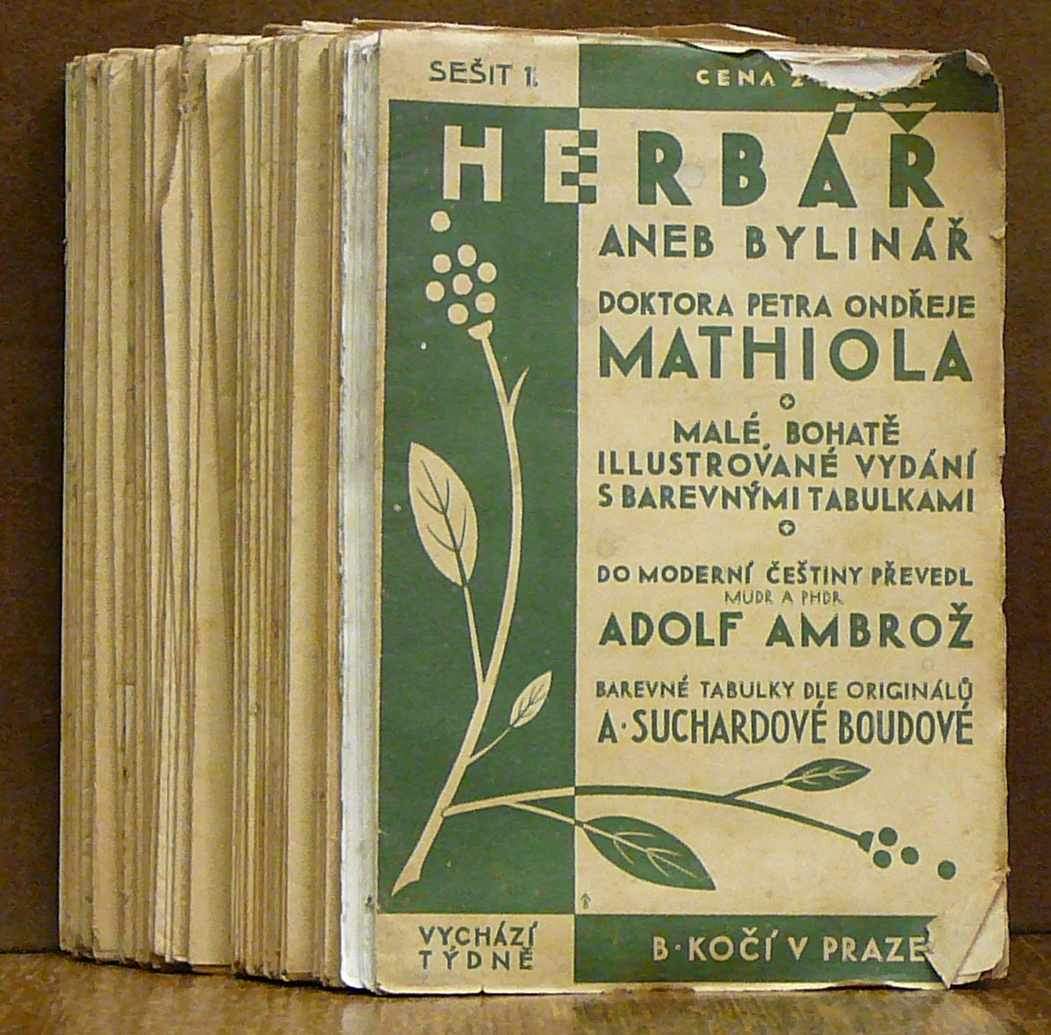 SEŠIT 1.
CENA
HERBÁŘ
ANEB BYLINÁŘ
DOKTORA PETRA ONDŘEJE
MATHIOLA
MALÉ, BOHATĚ
ILLUSTROVANÉ VYDÁNÍ
S BAREVNÝMI TABULKAMI
DO MODERNÍ ČEŠTINY PŘEVEDL
MUDR A PHDR
ADOLF AMBROŽ
BAREVNÉ TABULKY DLE ORIGINÁLŮ
A·SUCHARDOVÉ BOUDOVÉ
VYCHÁZÍ
TÝDNĚ
B·KOČÍ V PRAZE